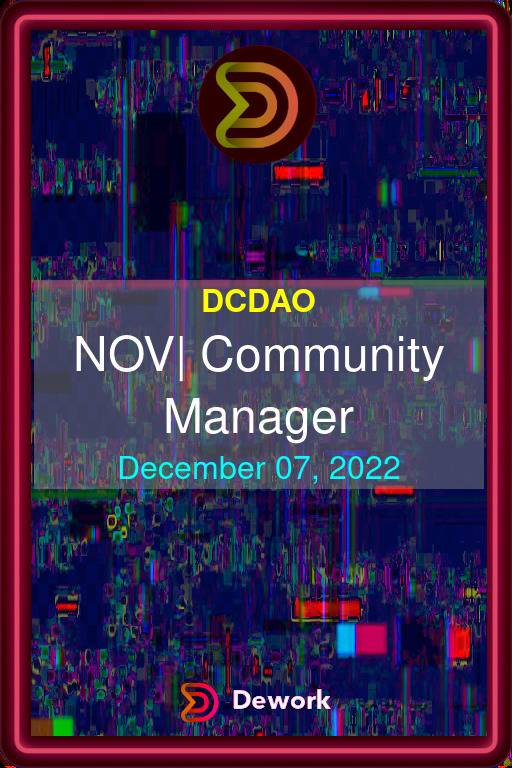 DCDAO
NOV| Community
Manager
December 07, 2022
Dework